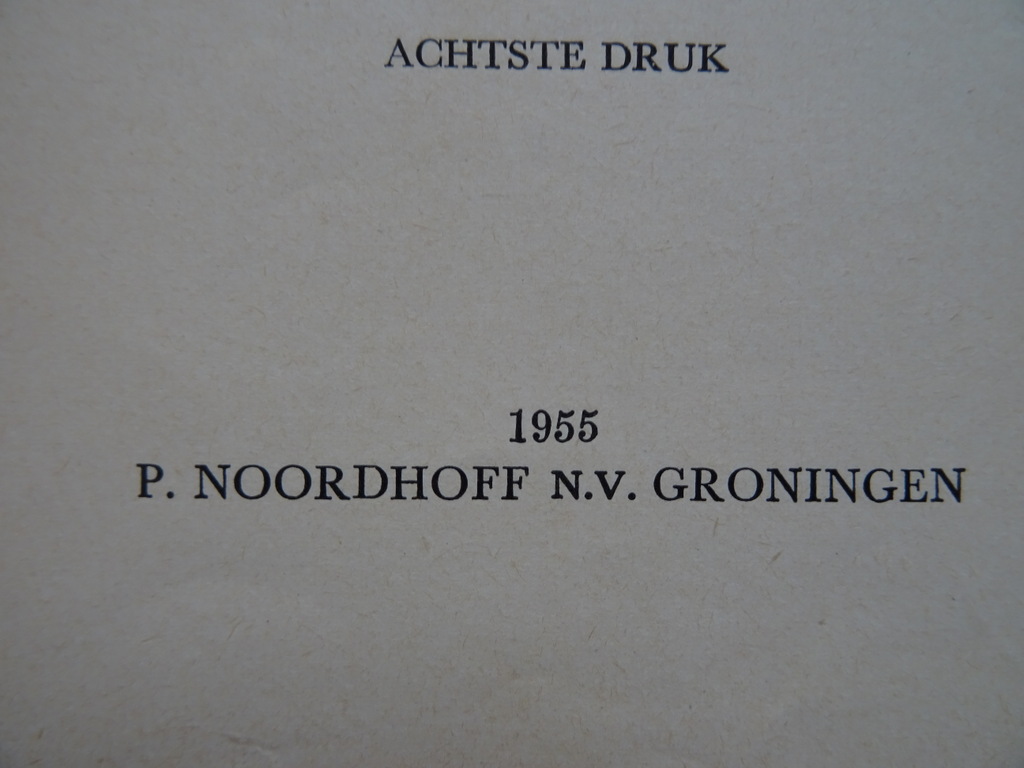 ACHTSTE DRUK
1955
P. NOORDHOFF N.V. GRONINGEN